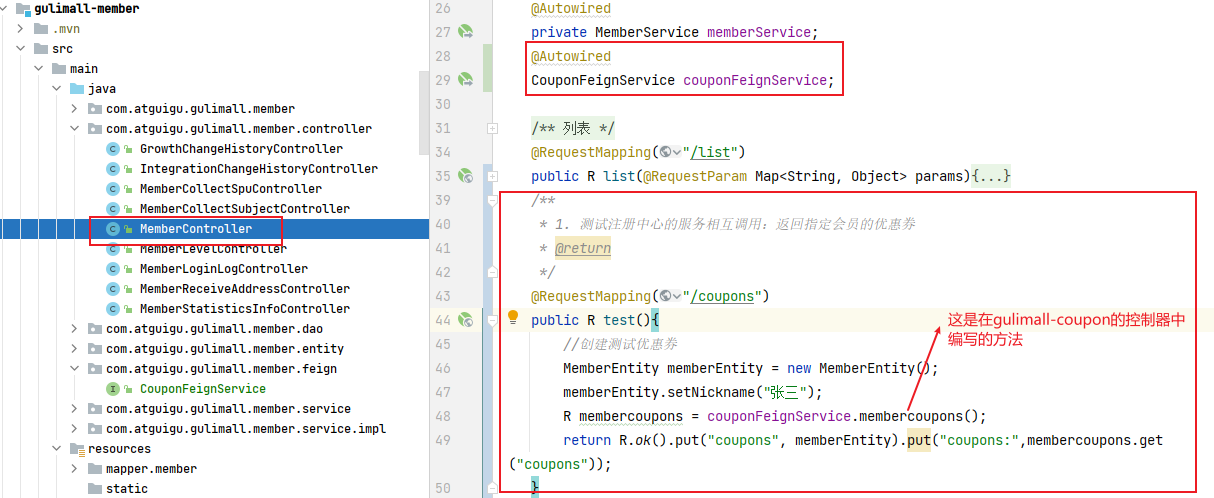 gulimall-member
.mvn
src
main
java
com.atguigu.gulimall.member
com.atguigu.gulimall.member.controller
GrowthChangeHistoryController
IntegrationChangeHistoryController
MemberCollectSpuController
MemberCollectSubjectController
MemberController
MemberLevelController
MemberLoginLogController
MemberReceiveAddressController
MemberStatisticsInfoController
com.atguigu.gulimall.member.dao
com.atguigu.gulimall.member.entity
com.atguigu.gulimall.member.feign
CouponFeignService
com.atguigu.gulimall.member.service
com.atguigu.gulimall.member.service.impl
resources
mapper.member
static
26 @Autowired
27 private MemberService memberService;
28 @Autowired
29 CouponFeignService couponFeignService;
30
31 /** 列表 */
34 @RequestMapping("/list")
35 public R list(@RequestParam Map<String, Object> params){...}
39 /**
40 * 1. 测试注册中心的服务相互调用：返回指定会员的优惠券
41 * @return
42 */
43 @RequestMapping("/coupons")
44 public R test(){
45 //创建测试优惠券
46 MemberEntity memberEntity = new MemberEntity();
47 memberEntity.setNickname("张三");
48 R membercoupons = couponFeignService.membercoupons();
49 return R.ok().put("coupons", memberEntity).put("coupons:",membercoupons.get
("coupons"));
50 }
这是在gulimall-coupon的控制器中
编写的方法